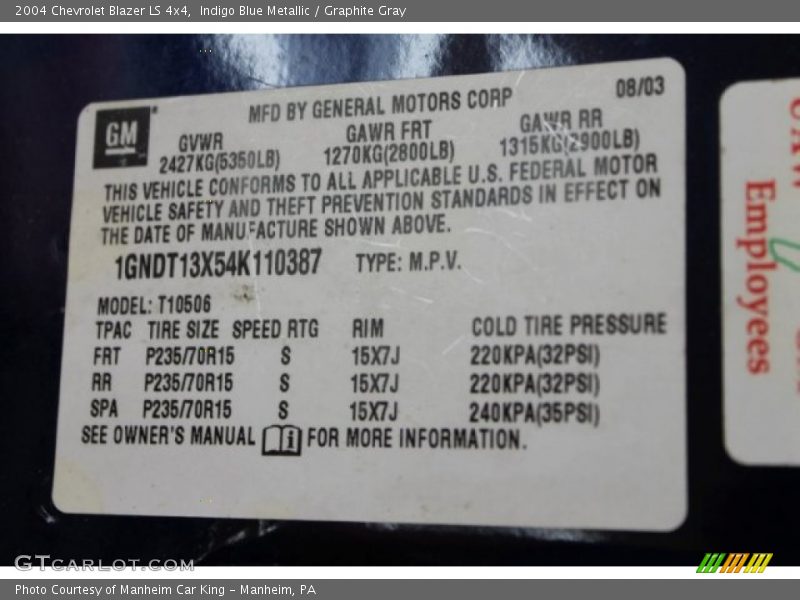 2004 Chevrolet Blazer LS 4x4, Indigo Blue Metallic / Graphite Gray
GM
MFD BY GENERAL MOTORS CORP
08/03
GVWR GAWR FRT GAWR RR
2427KG(5350LB) 1270KG(2800LB) 1315KG(2900LB)
THIS VEHICLE CONFORMS TO ALL APPLICABLE U.S. FEDERAL MOTOR
VEHICLE SAFETY AND THEFT PREVENTION STANDARDS IN EFFECT ON
THE DATE OF MANUFACTURE SHOWN ABOVE.
1GNDT13X54K110387 TYPE: M.P.V.
MODEL: T10506
TPAC TIRE SIZE SPEED RTG RIM COLD TIRE PRESSURE
FRT P235/70R15 S 15X7J 220KPA(32PSI)
RR P235/70R15 S 15X7J 220KPA(32PSI)
SPA P235/70R15 S 15X7J 240KPA(35PSI)
SEE OWNER'S MANUAL FOR MORE INFORMATION.
Employees
GTcarlot.com
Photo Courtesy of Manheim Car King - Manheim, PA